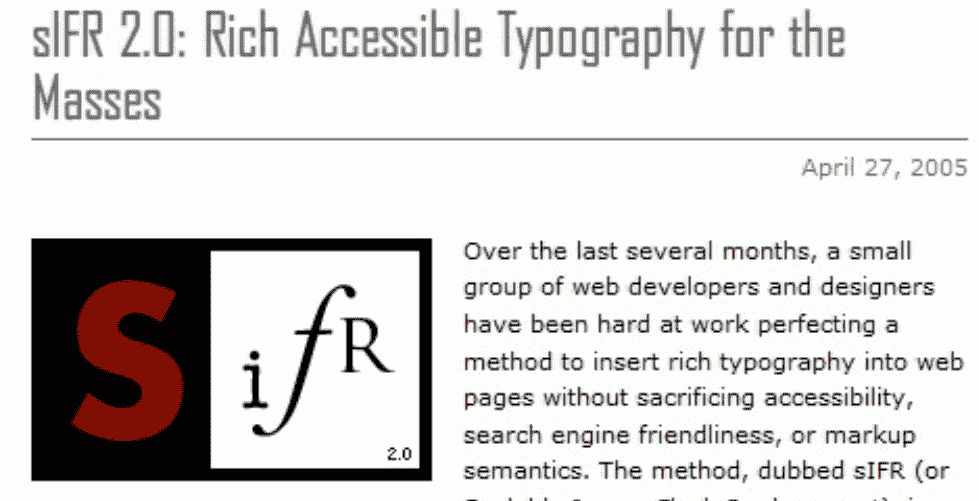 sIFR 2.0: Rich Accessible Typography for the
Masses
April 27, 2005
S ifR
2.0
Over the last several months, a small
group of web developers and designers
have been hard at work perfecting a
method to insert rich typography into web
pages without sacrificing accessibility,
search engine friendliness, or markup
semantics. The method, dubbed sIFR (or